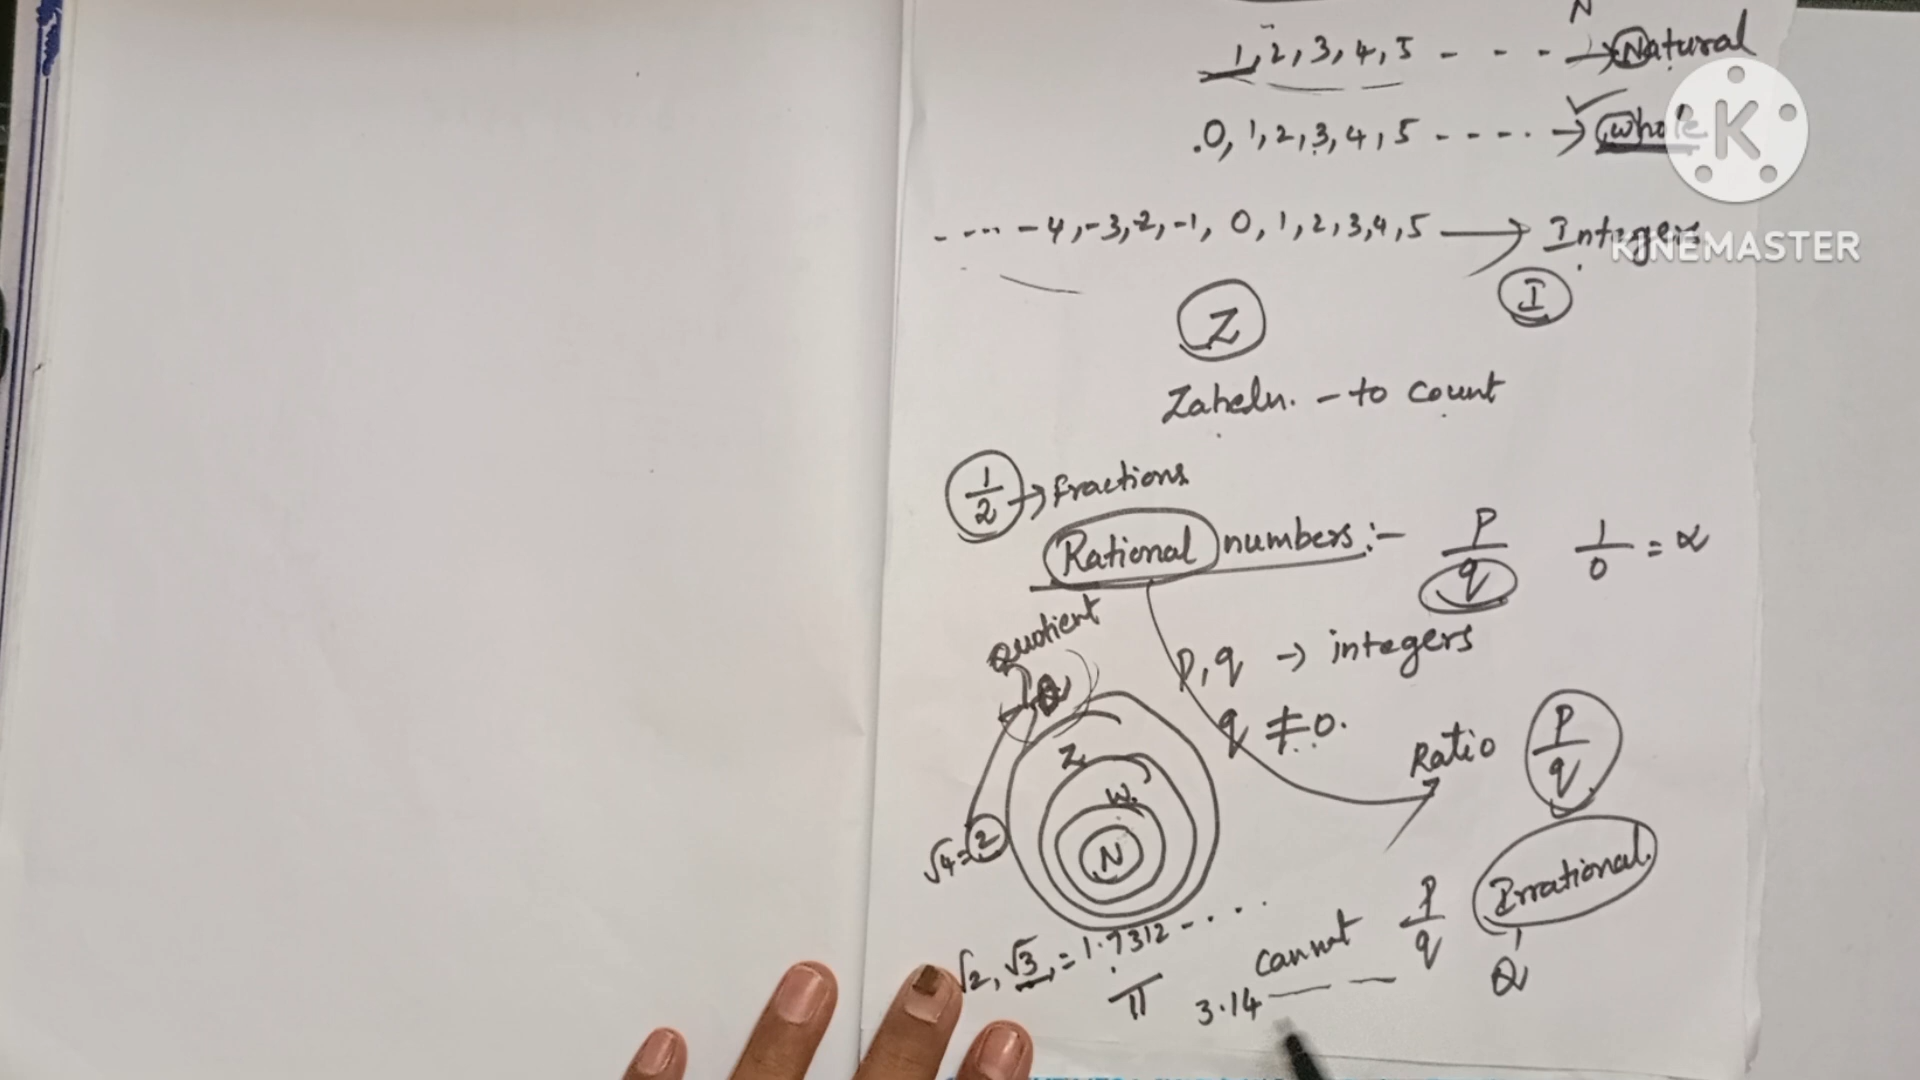 N
1, 2, 3, 4, 5 - - - - → Natural
.0, 1, 2, 3, 4, 5 - - - - . → Whole
KINEMASTER
- --- - 4, -3, -2, -1, 0, 1, 2, 3, 4, 5 → Integers
I
Z
Zaheln. - to count
1/2 → fractions
Rational numbers :- P/q 1/0 = α
Quotient
p, q → integers
Q
q ≠ 0.
Ratio P/q
Z
W.
N
√4 = 2
Irrational.
cannot P/q
√2, √3, = 1.7312 - . . .
Q'
π
3.14 — — —